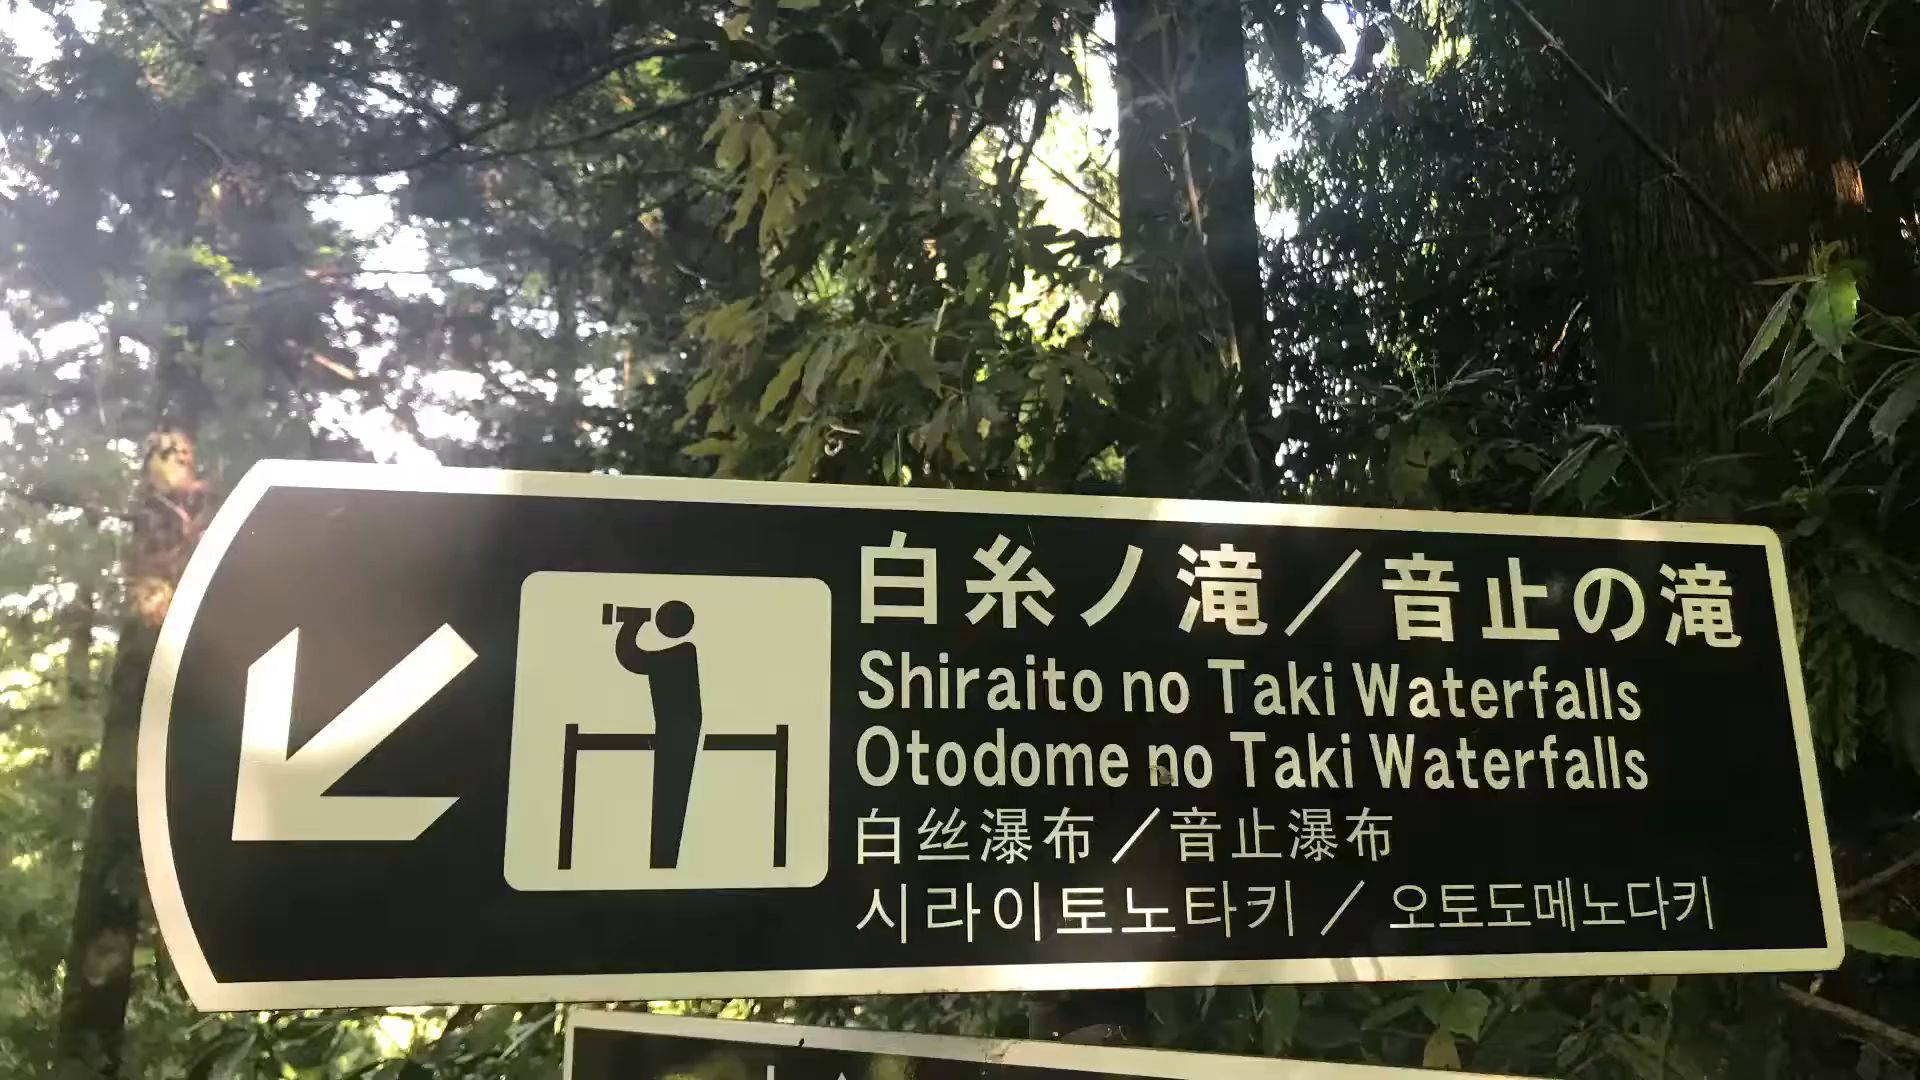 白糸ノ滝／音止の滝
Shiraito no Taki Waterfalls
Otodome no Taki Waterfalls
白丝瀑布／音止瀑布
시라이토노타키 / 오토도메노다키